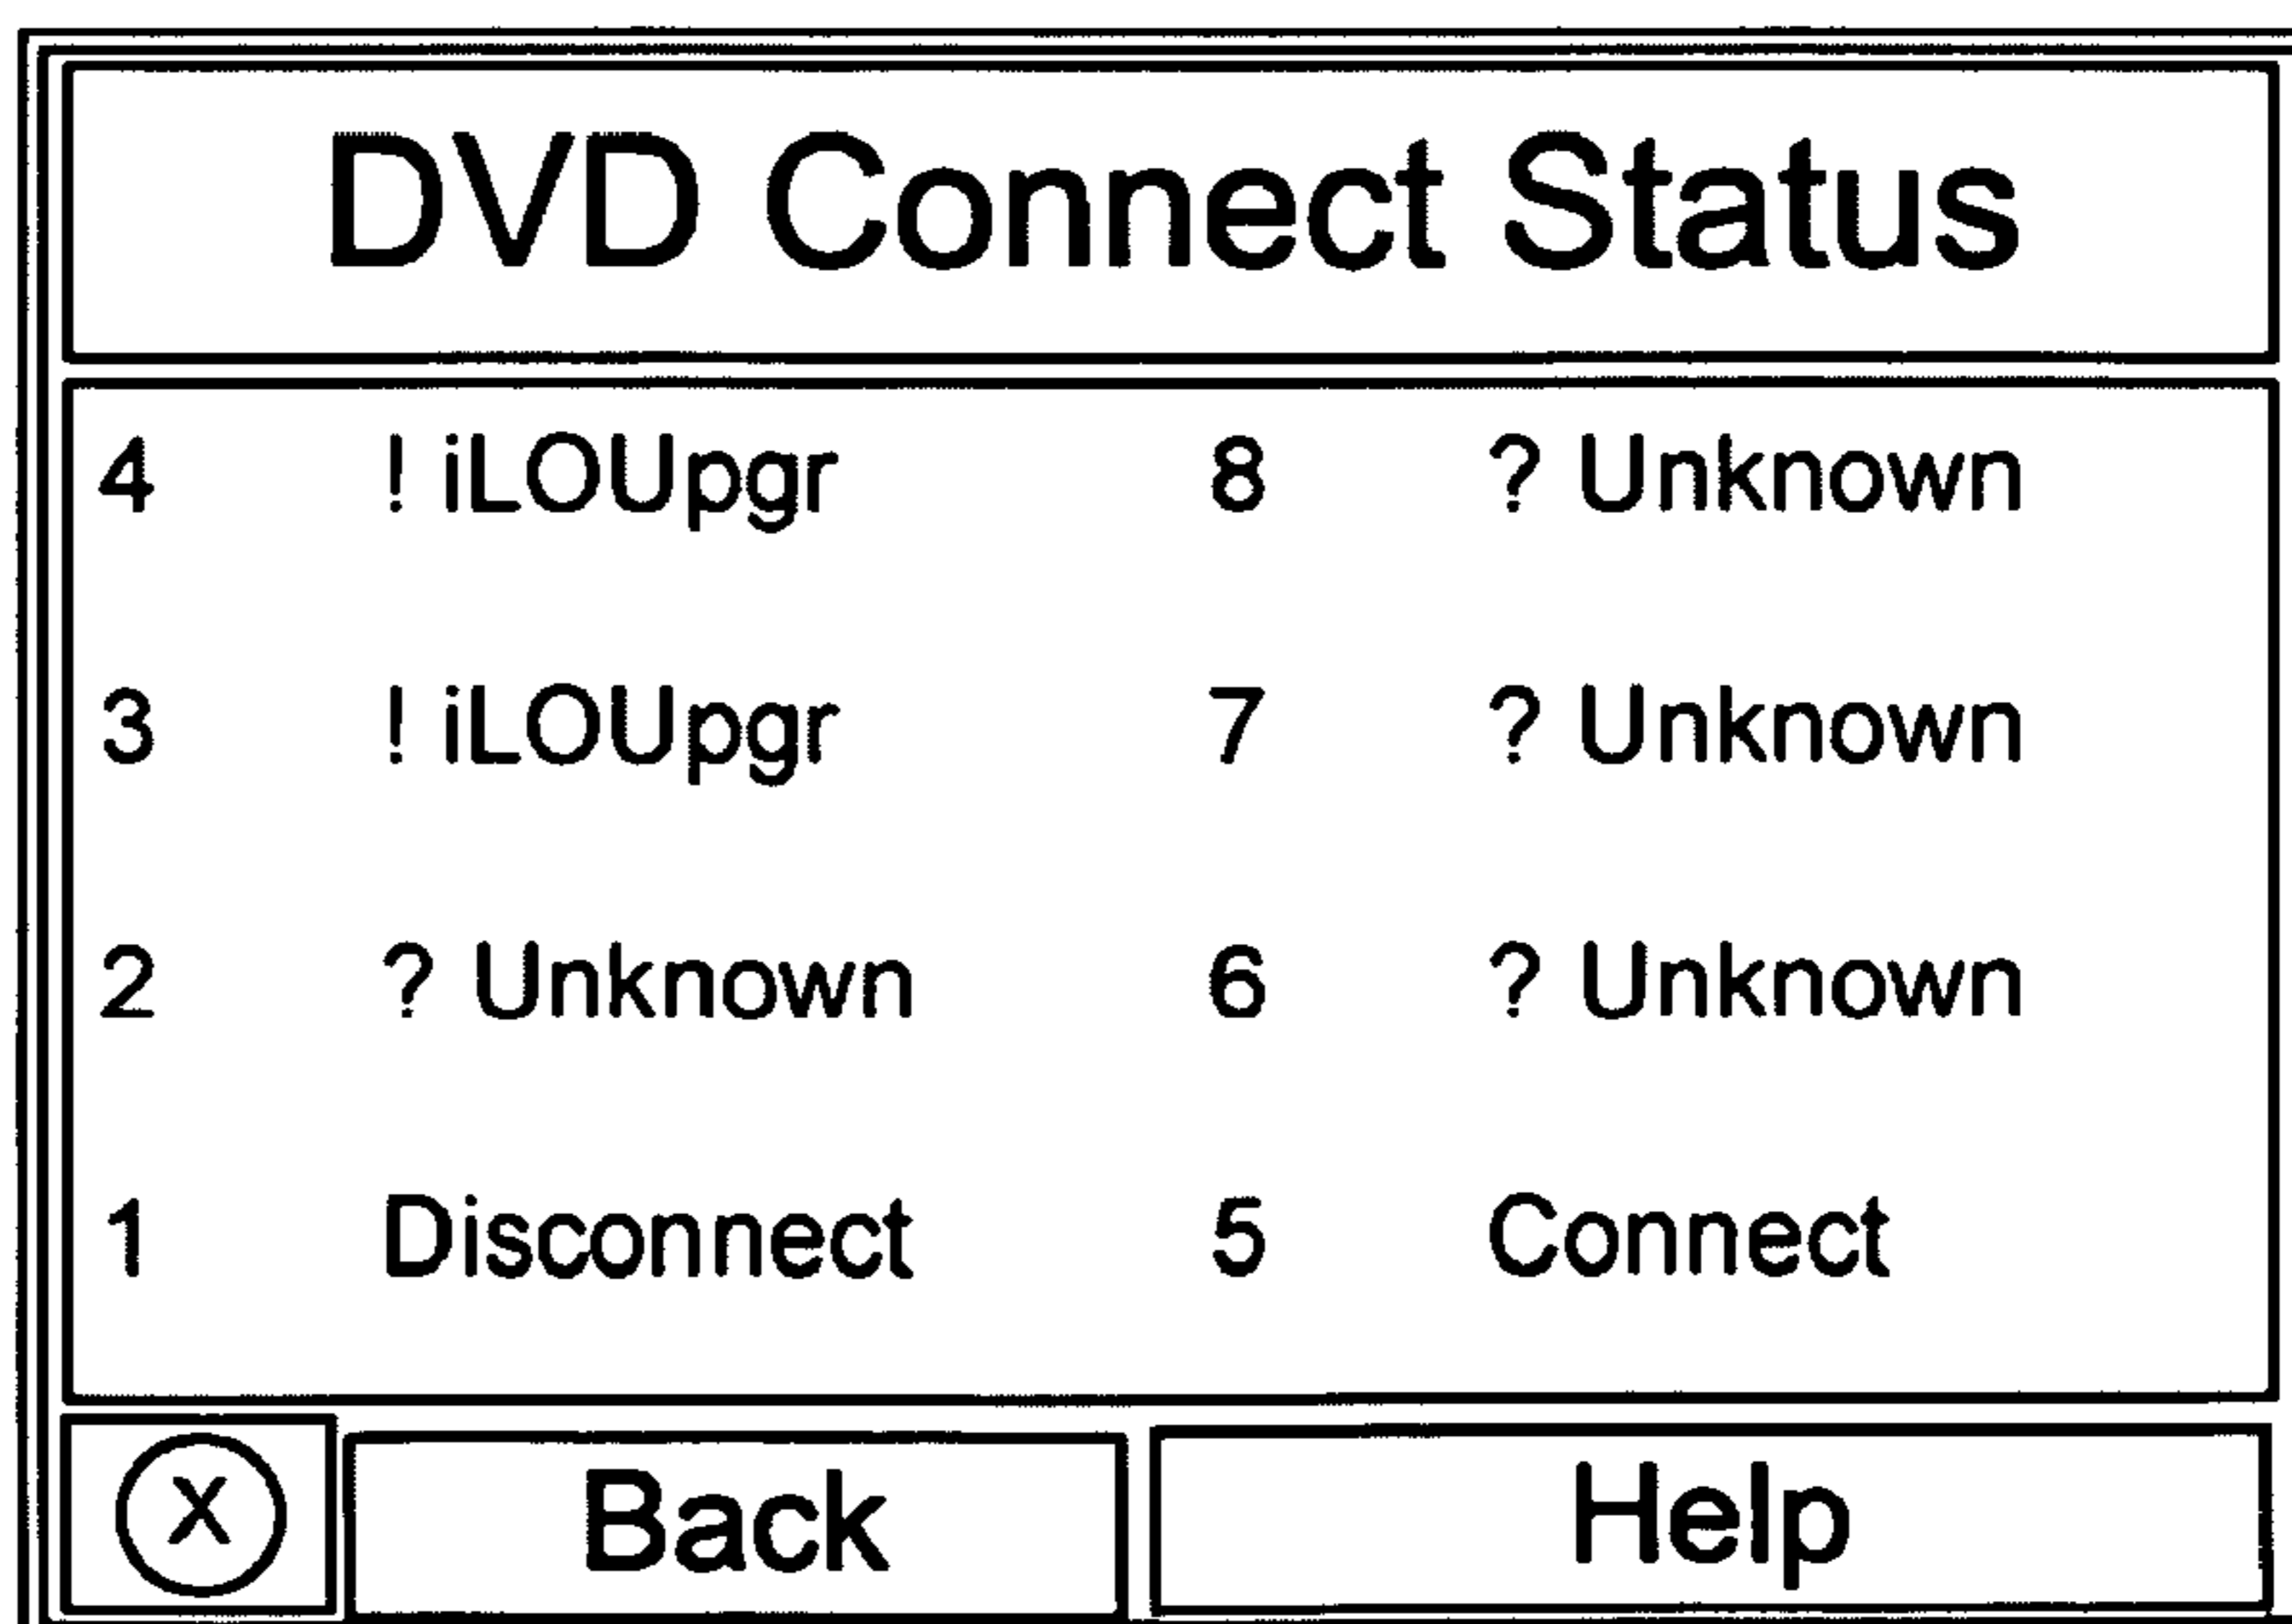 DVD Connect Status
4 ! iLOUpgr 8 ? Unknown
3 ! iLOUpgr 7 ? Unknown
2 ? Unknown 6 ? Unknown
1 Disconnect 5 Connect
X Back Help